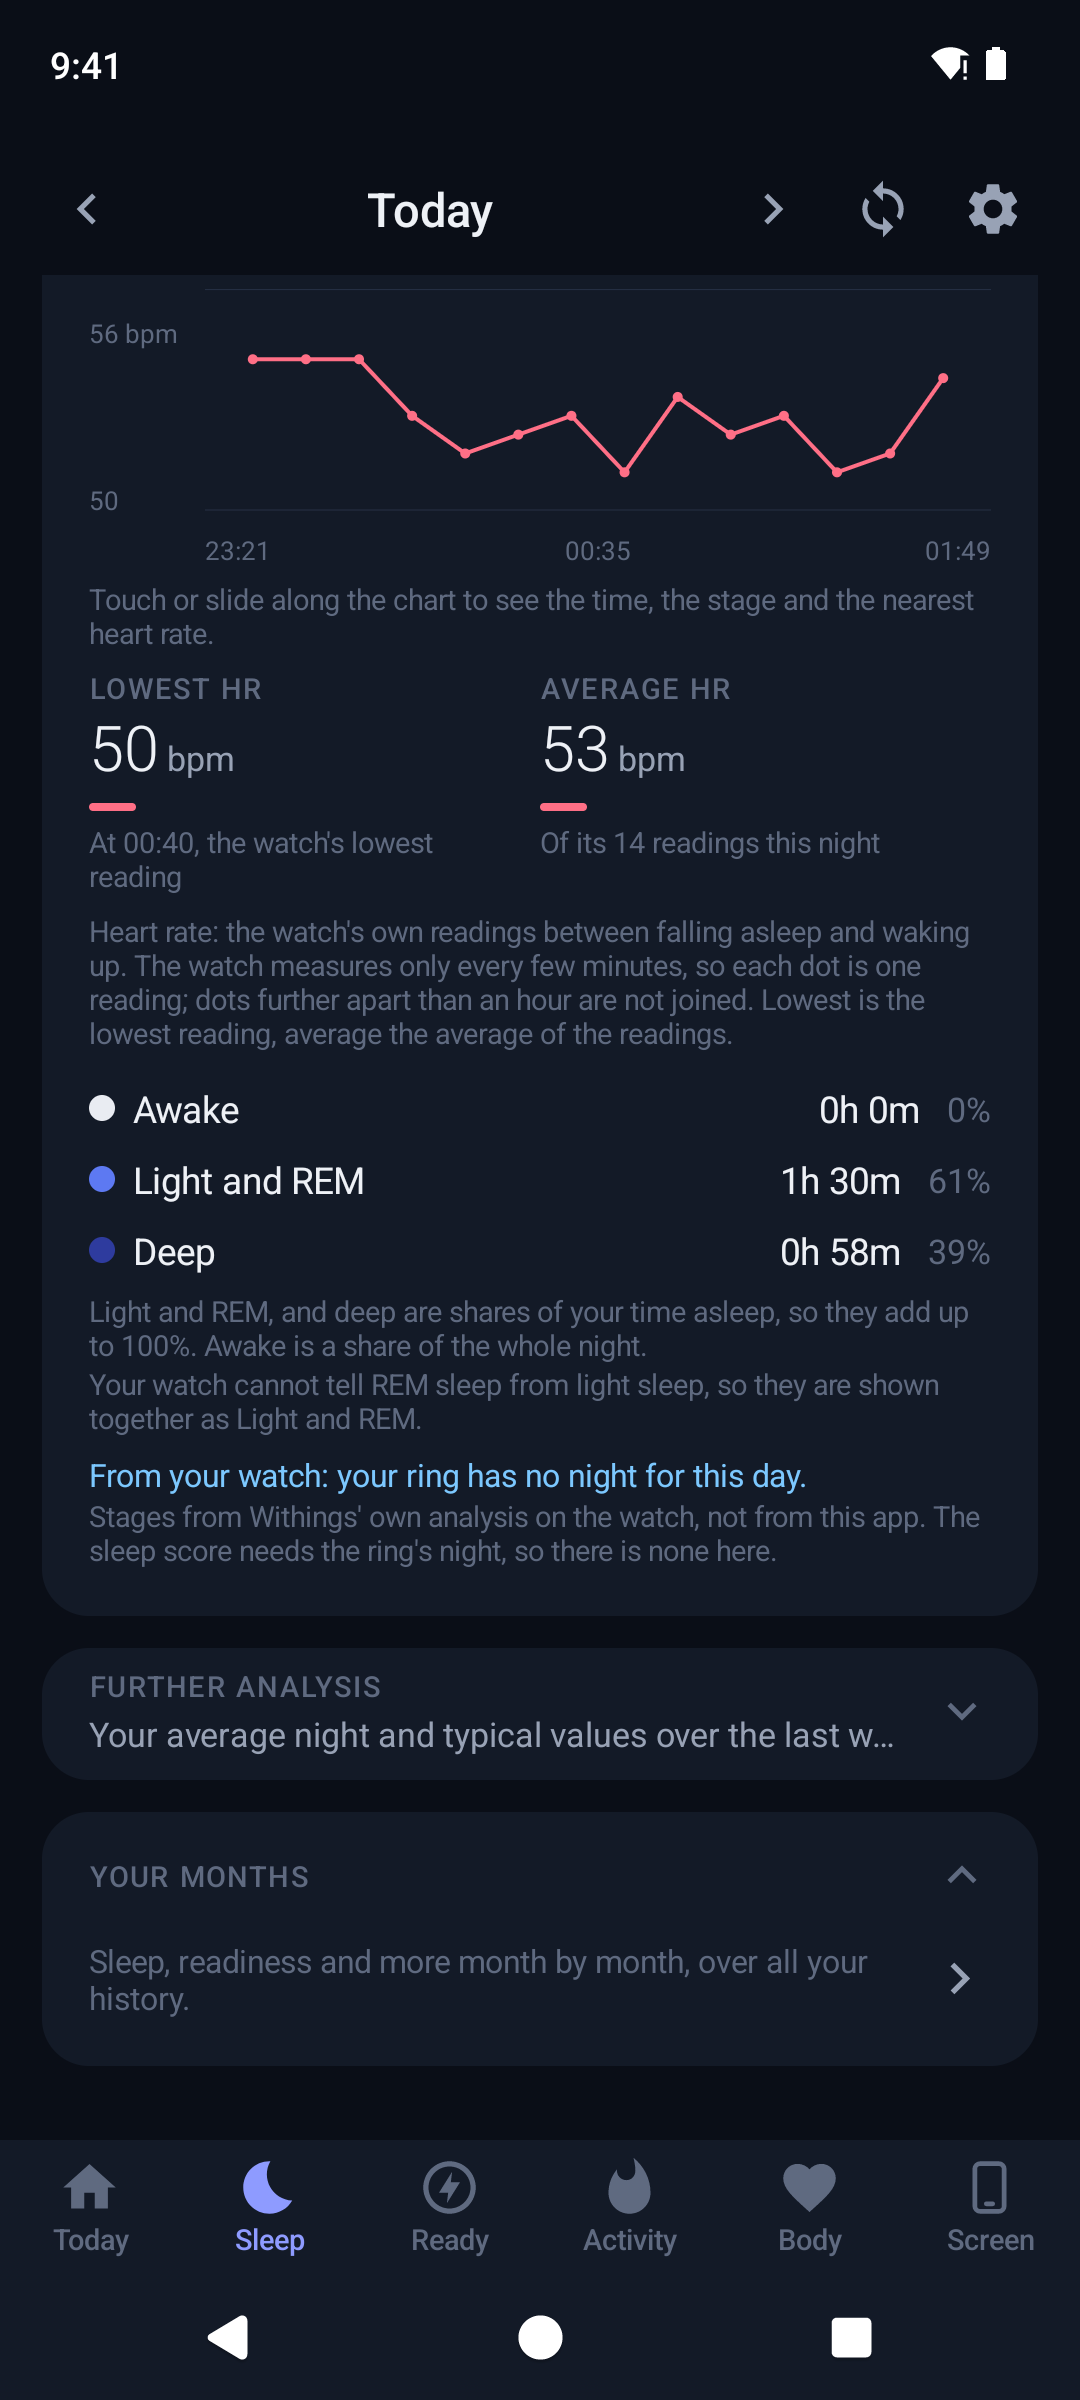 9:41
Today
56 bpm
50
23:21 00:35 01:49
Touch or slide along the chart to see the time, the stage and the nearest
heart rate.
LOWEST HR
50 bpm
At 00:40, the watch's lowest
reading
AVERAGE HR
53 bpm
Of its 14 readings this night
Heart rate: the watch's own readings between falling asleep and waking
up. The watch measures only every few minutes, so each dot is one
reading; dots further apart than an hour are not joined. Lowest is the
lowest reading, average the average of the readings.
Awake 0h 0m 0%
Light and REM 1h 30m 61%
Deep 0h 58m 39%
Light and REM, and deep are shares of your time asleep, so they add up
to 100%. Awake is a share of the whole night.
Your watch cannot tell REM sleep from light sleep, so they are shown
together as Light and REM.
From your watch: your ring has no night for this day.
Stages from Withings' own analysis on the watch, not from this app. The
sleep score needs the ring's night, so there is none here.
FURTHER ANALYSIS
Your average night and typical values over the last w…
YOUR MONTHS
Sleep, readiness and more month by month, over all your
history.
Today Sleep Ready Activity Body Screen